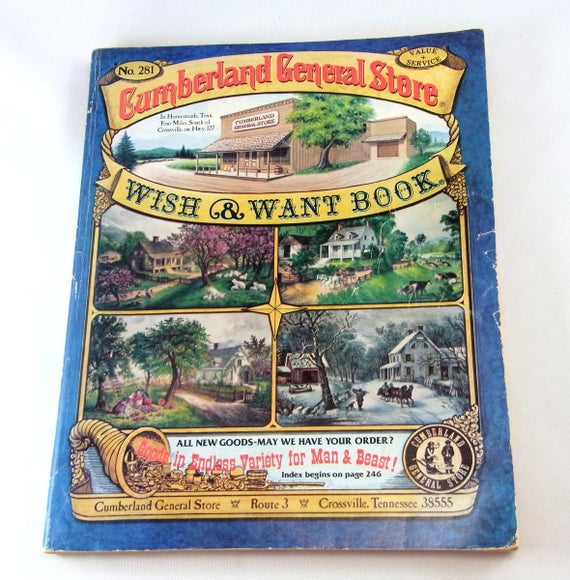 No. 281
Cumberland General Store®
VALUE
+
SERVICE
In Homestead, Tenn.
Four Miles South of
Crossville, on Hwy. 127
CUMBERLAND
GENERAL STORE
WISH & WANT BOOK®
ALL NEW GOODS-MAY WE HAVE YOUR ORDER?
Goods in Endless Variety for Man & Beast!
Index begins on page 246
CUMBERLAND
GENERAL STORE
Cumberland General Store Route 3 Crossville, Tennessee 38555